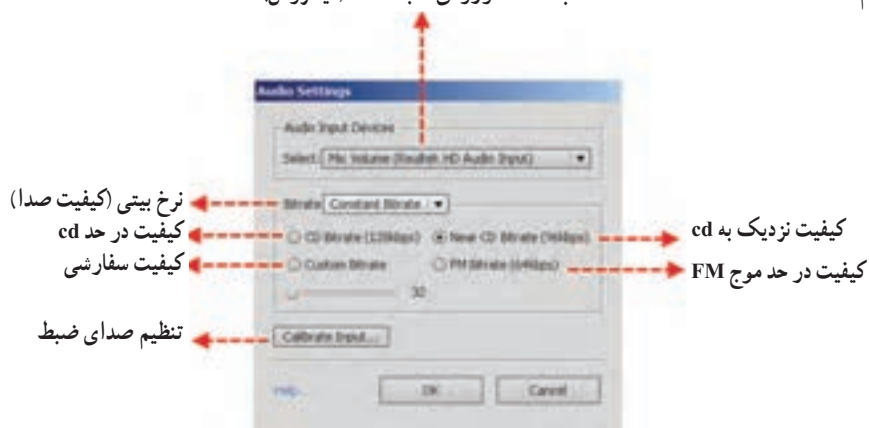 Audio Settings
Audio Input Devices
Select: Mic Volume (Realtek HD Audio Input)
Bitrate: Constant Bitrate
نرخ بیتی (کیفیت صدا)
CD Bitrate (128kbps)
Near CD Bitrate (96kbps)
کیفیت در حد cd
کیفیت نزدیک به cd
Custom Bitrate
FM Bitrate (64kbps)
کیفیت سفارشی
کیفیت در حد موج FM
30
Calibrate Input...
تنظیم صدای ضبط
Help...
OK
Cancel